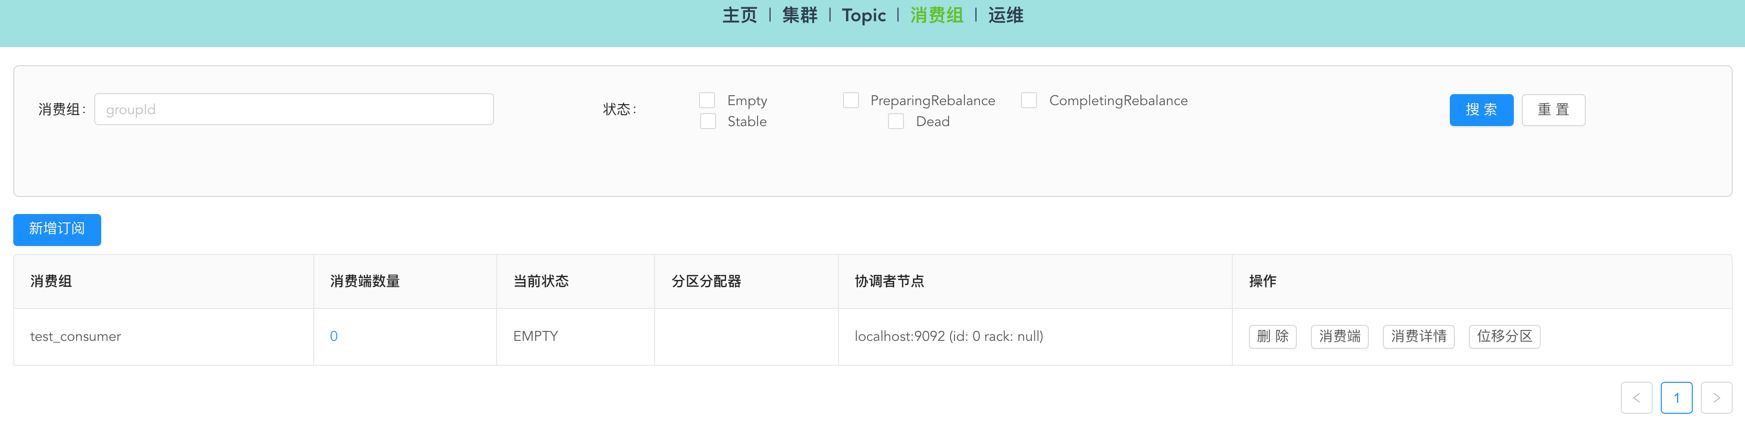 主页 | 集群 | Topic | 消费组 | 运维
消费组: groupId 状态: Empty PreparingRebalance CompletingRebalance 搜 索 重 置
Stable Dead
新增订阅
消费组 消费端数量 当前状态 分区分配器 协调者节点 操作
test_consumer 0 EMPTY localhost:9092 (id: 0 rack: null) 删 除 消费端 消费详情 位移分区
< 1 >